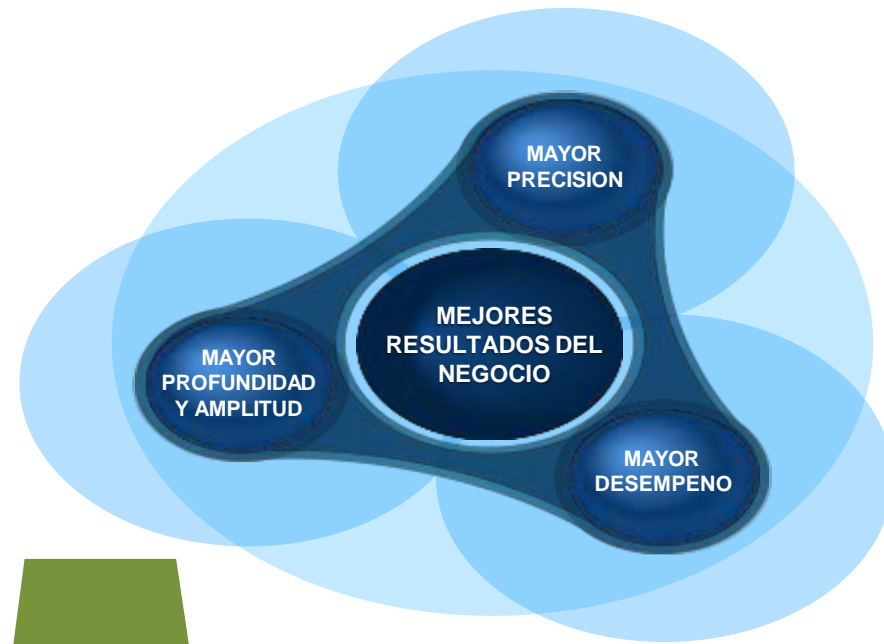 MAYOR
PRECISION
MEJORES
RESULTADOS DEL
NEGOCIO
MAYOR
PROFUNDIDAD
Y AMPLITUD
MAYOR
DESEMPENO